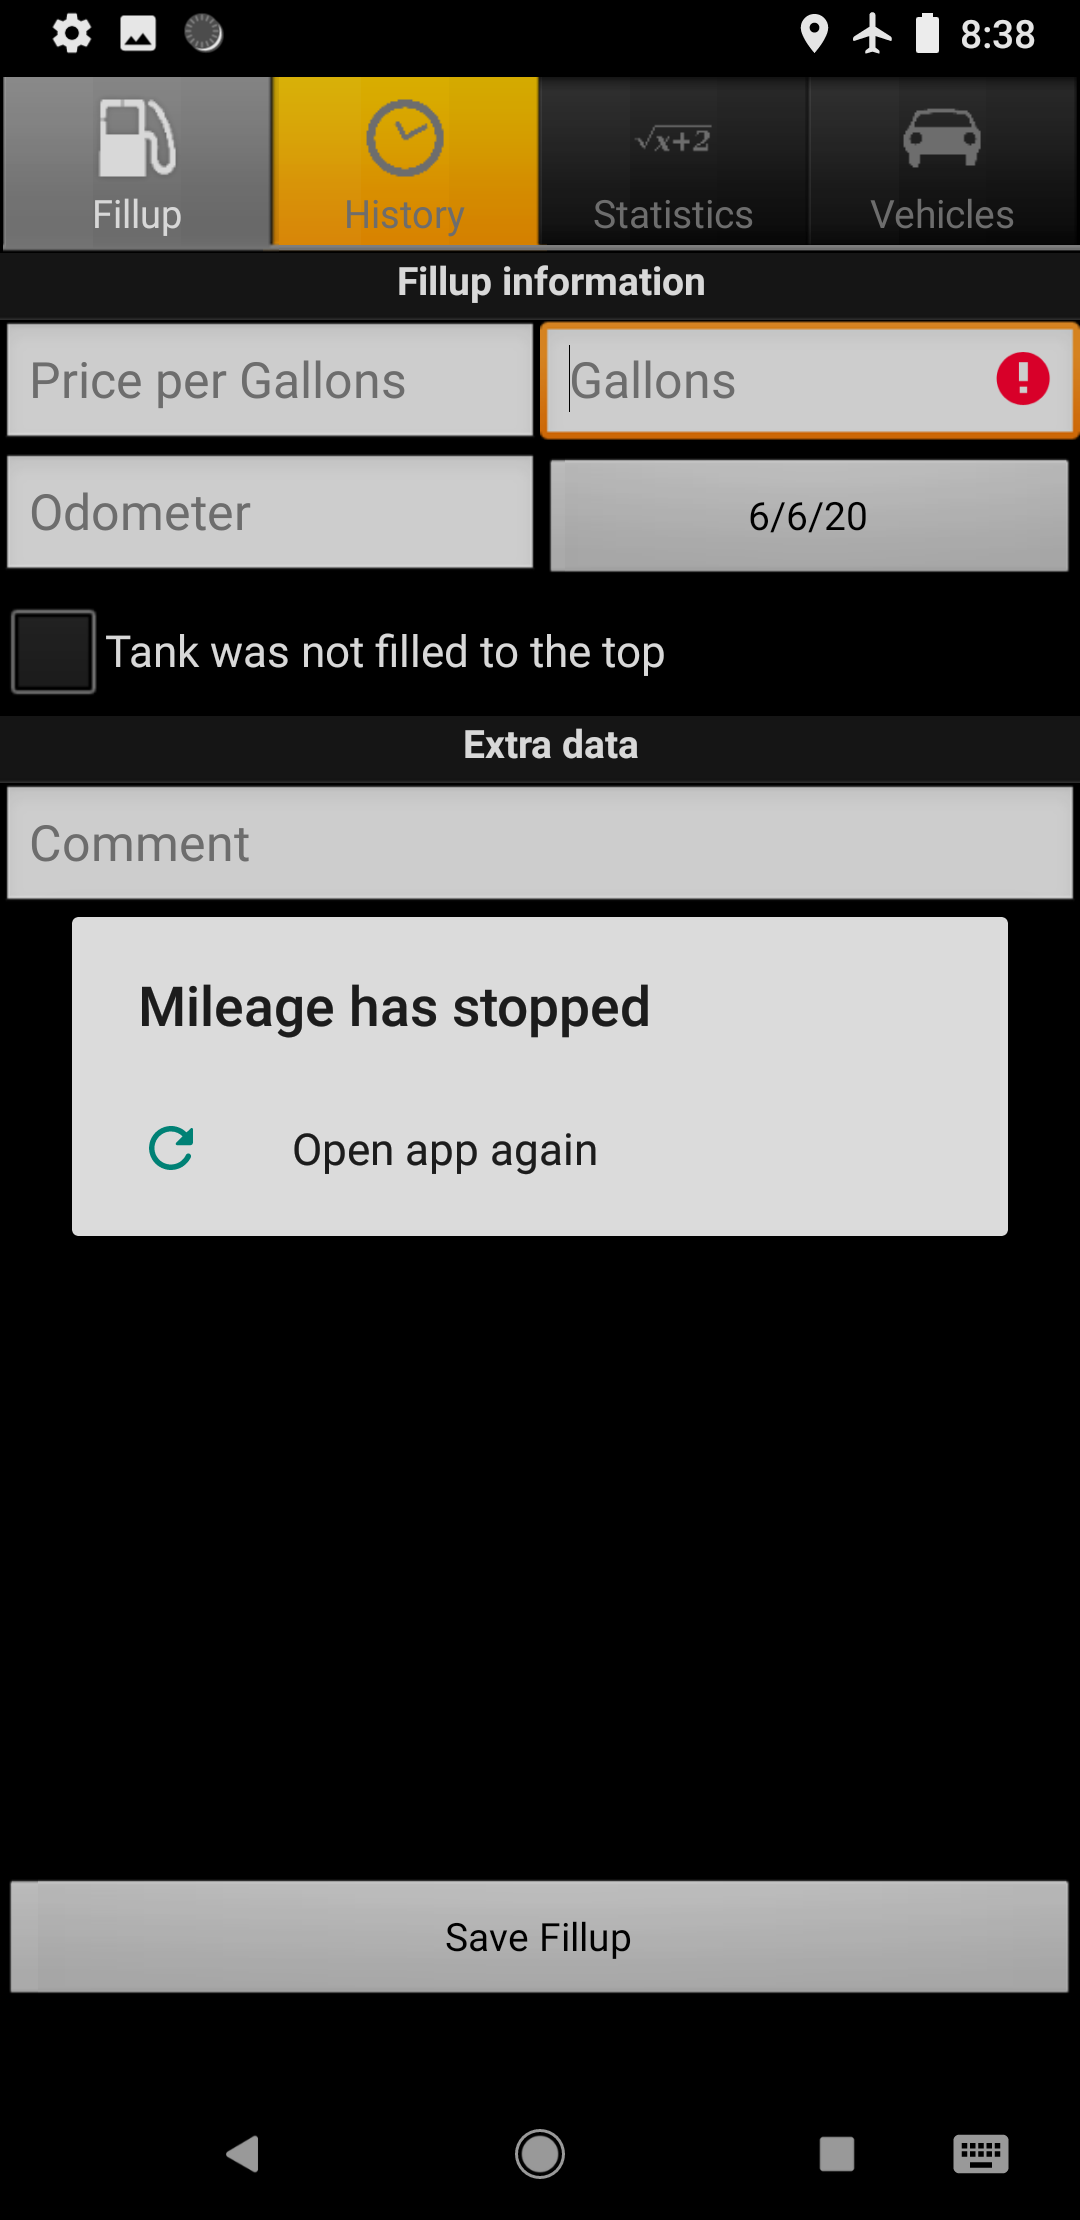 8:38
Fillup History √x+2 Statistics Vehicles
Fillup information
Price per Gallons Gallons
Odometer 6/6/20
Tank was not filled to the top
Extra data
Comment
Mileage has stopped
Open app again
Save Fillup